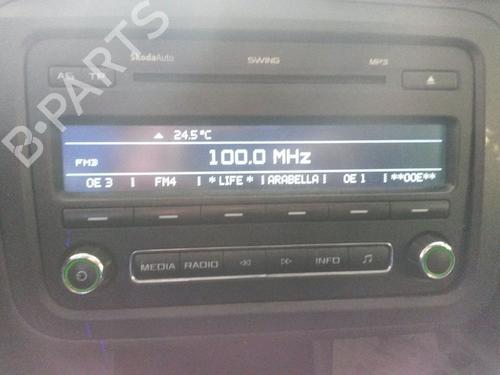 B-PARTS
ŠkodaAuto SWING MP3
AS TP
24.5°C
FM3 100.0 MHz
OE 3 | FM4 | * LIFE * | ARABELLA | OE 1 | **OOE**
MEDIA RADIO INFO